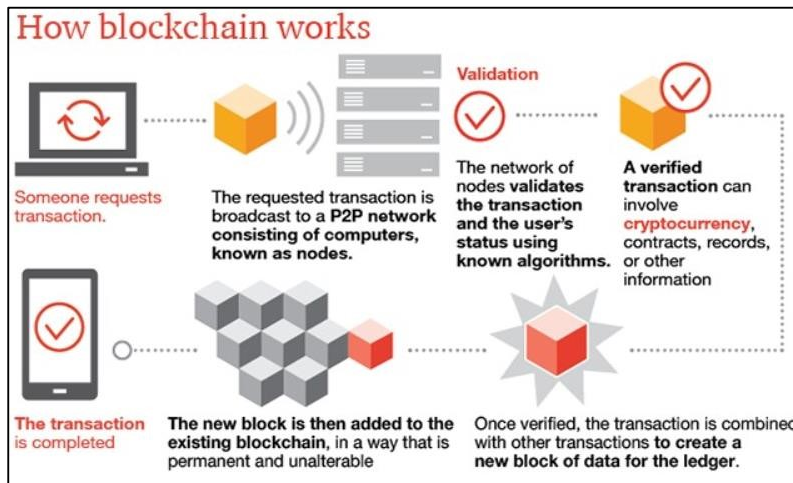 How blockchain works
Someone requests
transaction.
The requested transaction is
broadcast to a P2P network
consisting of computers,
known as nodes.
Validation
The network of
nodes validates
the transaction
and the user's
status using
known algorithms.
A verified
transaction can
involve
cryptocurrency,
contracts, records,
or other
information
Once verified, the transaction is combined
with other transactions to create a
new block of data for the ledger.
The new block is then added to the
existing blockchain, in a way that is
permanent and unalterable
The transaction
is completed